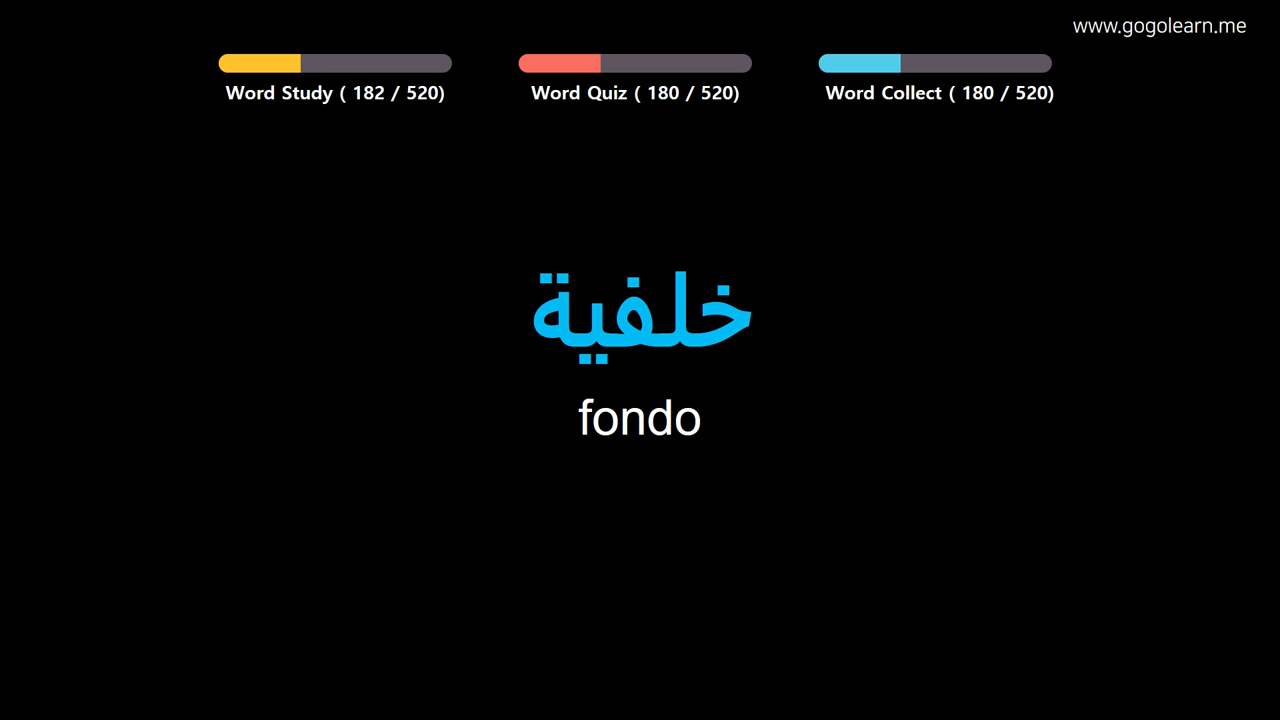 www.gogolearn.me
Word Study ( 182 / 520)
Word Quiz ( 180 / 520)
Word Collect ( 180 / 520)
خلفية
fondo